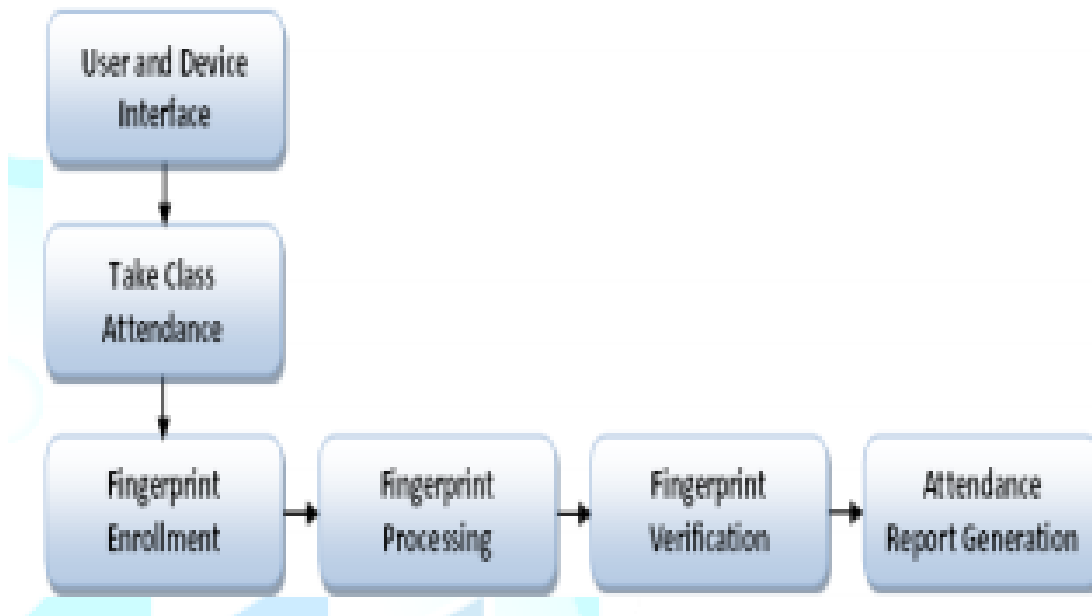 User and Device
Interface
Take Class
Attendance
Fingerprint
Enrollment
Fingerprint
Processing
Fingerprint
Verification
Attendance
Report Generation